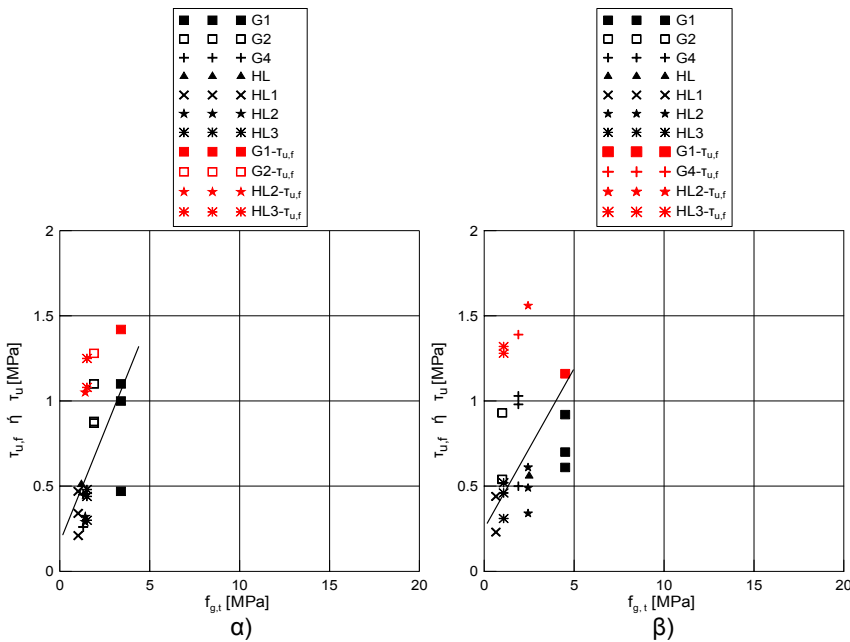 G1
G2
G4
HL
HL1
HL2
HL3
G1-τu,f
G2-τu,f
HL2-τu,f
HL3-τu,f
2
1.5
1
0.5
0
0 5 10 15 20
τu,f ή τu [MPa]
fg,t [MPa]
α)
G1
G2
G4
HL
HL1
HL2
HL3
G1-τu,f
G4-τu,f
HL2-τu,f
HL3-τu,f
2
1.5
1
0.5
0
0 5 10 15 20
τu,f ή τu [MPa]
fg,t [MPa]
β)